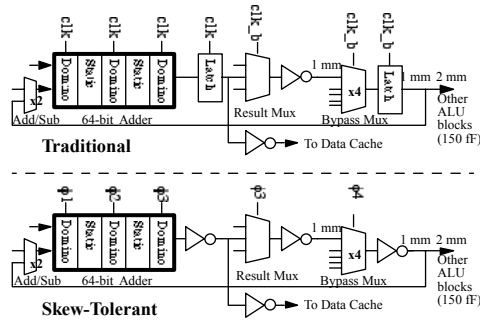 clk
clk
clk
clk
clk_b
clk_b
clk_b
Domino
Static
Domino
Static
Domino
Latch
1 mm
x4
Latch
1 mm 2 mm
x2
Add/Sub
64-bit Adder
Result Mux
Bypass Mux
Other
ALU
blocks
(150 fF)
Traditional
To Data Cache
ϕ1
ϕ2
ϕ3
ϕ3
ϕ4
Domino
Static
Domino
Static
Domino
1 mm
x4
1 mm 2 mm
x2
Add/Sub
64-bit Adder
Result Mux
Bypass Mux
Other
ALU
blocks
(150 fF)
Skew-Tolerant
To Data Cache